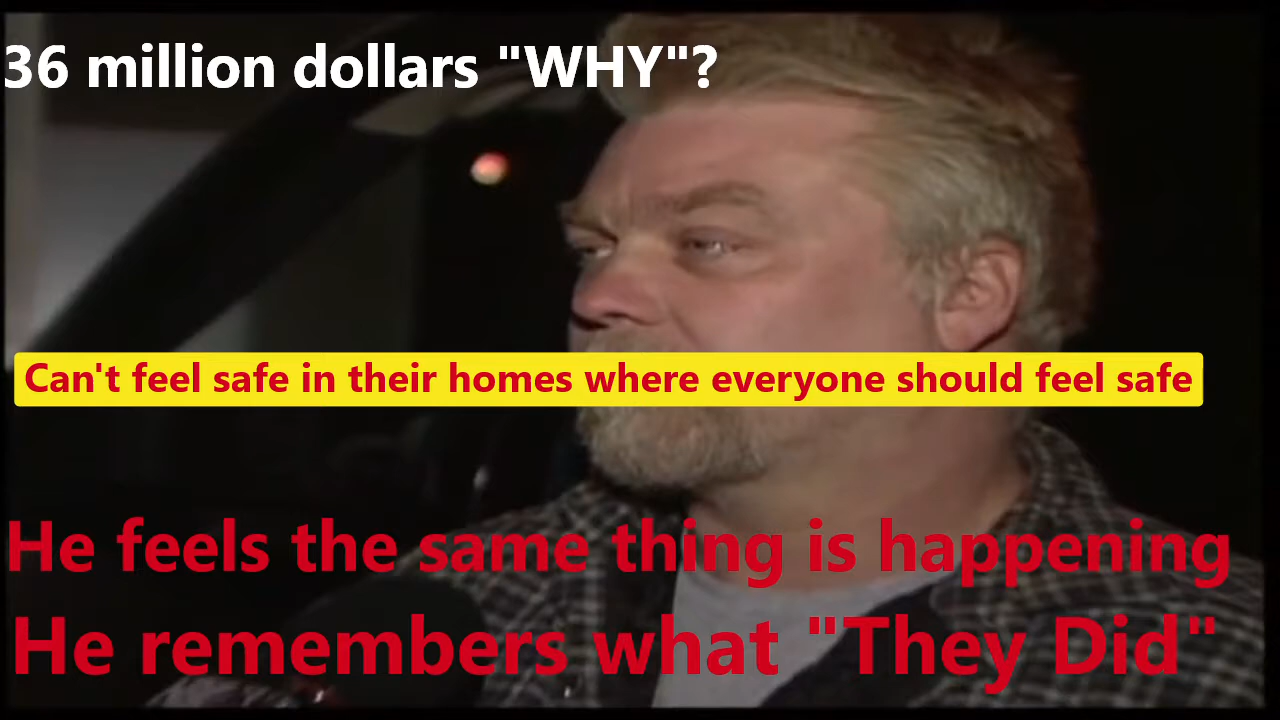 36 million dollars "WHY"?
Can't feel safe in their homes where everyone should feel safe
He feels the same thing is happening
He remembers what "They Did"